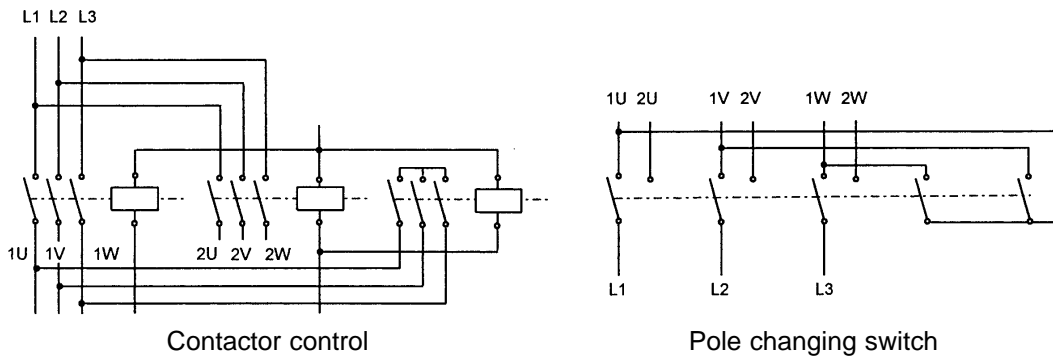 L1 L2 L3
1U 2U 1V 2V 1W 2W
1U 1V 1W 2U 2V 2W
L1 L2 L3
Contactor control Pole changing switch